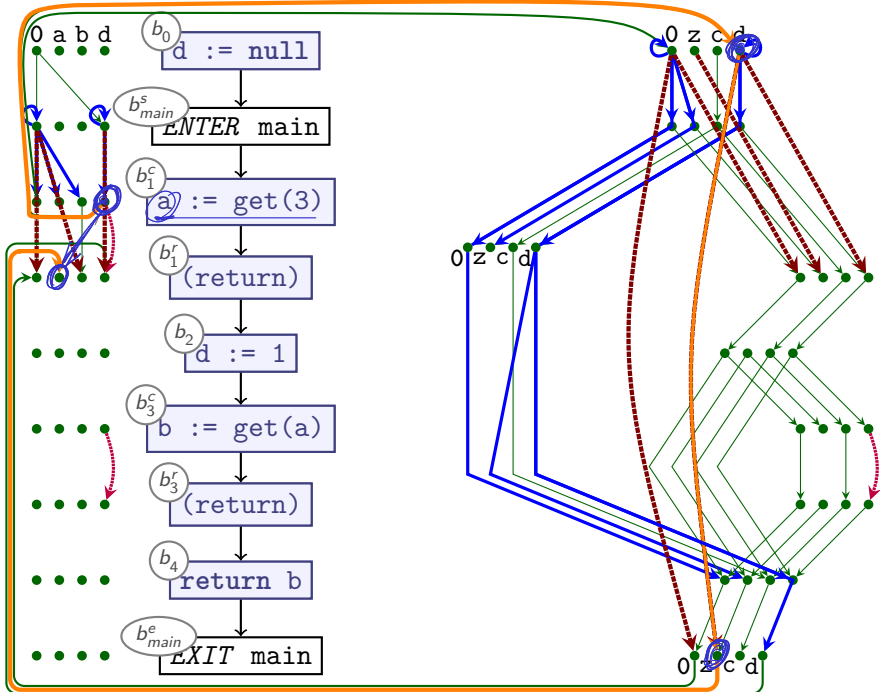 0 a b d
b₀
d := null
0 z c d
bˢmain
ENTER main
bᶜ₁
a := get(3)
bʳ₁
(return)
0 z c d
b₂
d := 1
bᶜ₃
b := get(a)
bʳ₃
(return)
b₄
return b
bᵉmain
EXIT main
0 z c d